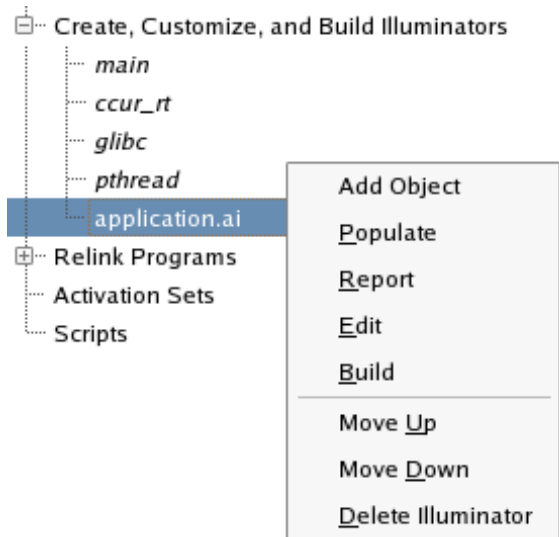 Create, Customize, and Build Illuminators
main
ccur_rt
glibc
pthread
application.ai
Relink Programs
Activation Sets
Scripts
Add Object
Populate
Report
Edit
Build
Move Up
Move Down
Delete Illuminator